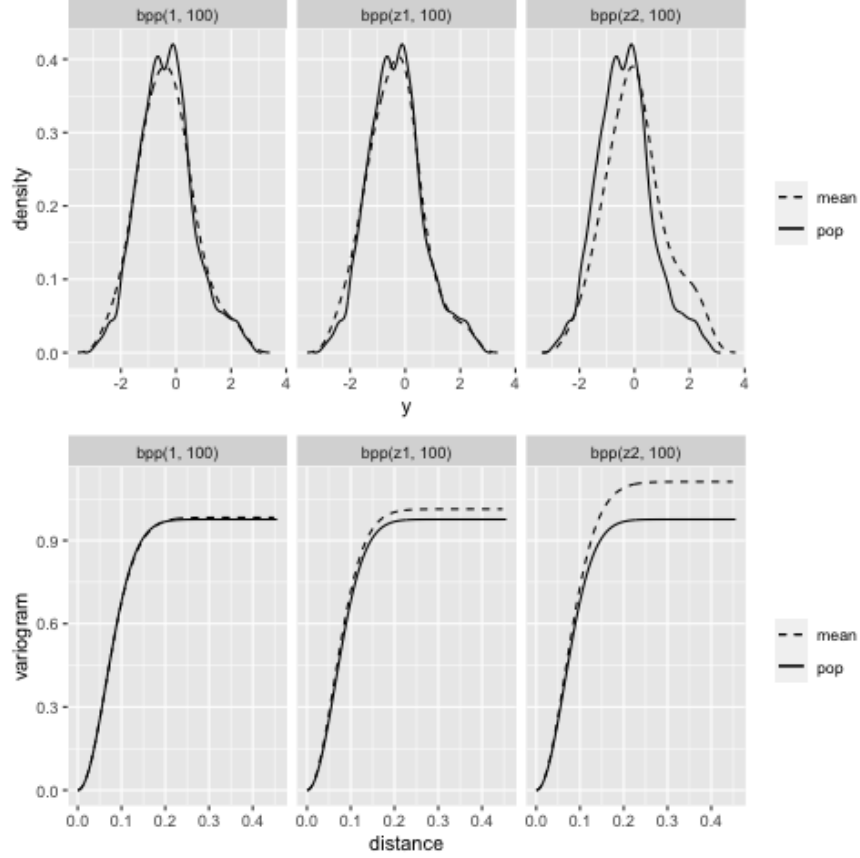 bpp(1, 100) bpp(z1, 100) bpp(z2, 100)
0.4
0.3
0.2
0.1
0.0
density
-2 0 2 4 -2 0 2 4 -2 0 2 4
y
mean
pop
bpp(1, 100) bpp(z1, 100) bpp(z2, 100)
0.9
0.6
0.3
0.0
variogram
0.0 0.1 0.2 0.3 0.4 0.0 0.1 0.2 0.3 0.4 0.0 0.1 0.2 0.3 0.4
distance
mean
pop